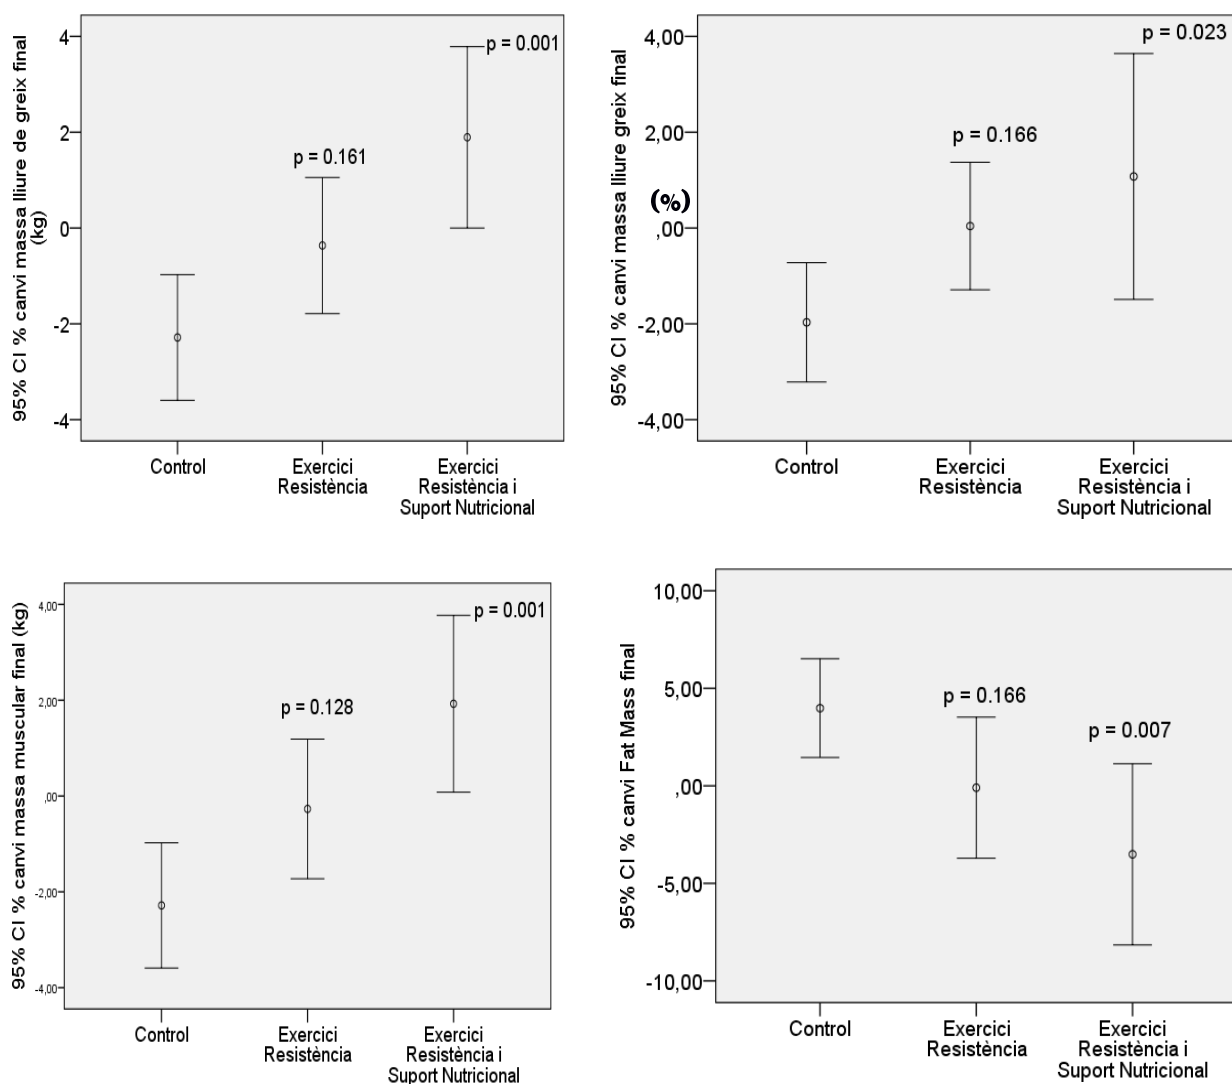 95% CI % canvi massa lliure de greix final
(kg)
4
2
0
-2
-4
p = 0.161
p = 0.001
Control
Exercici
Resistència
Exercici
Resistència i
Suport Nutricional
95% CI % canvi massa lliure greix final
(%)
4,00
2,00
,00
-2,00
-4,00
p = 0.166
p = 0.023
Control
Exercici
Resistència
Exercici
Resistència i
Suport Nutricional
95% CI % canvi massa muscular final (kg)
4,00
2,00
,00
-2,00
-4,00
p = 0.128
p = 0.001
Control
Exercici
Resistència
Exercici
Resistència i
Suport Nutricional
95% CI % canvi Fat Mass final
10,00
5,00
,00
-5,00
-10,00
p = 0.166
p = 0.007
Control
Exercici
Resistència
Exercici
Resistència i
Suport Nutricional